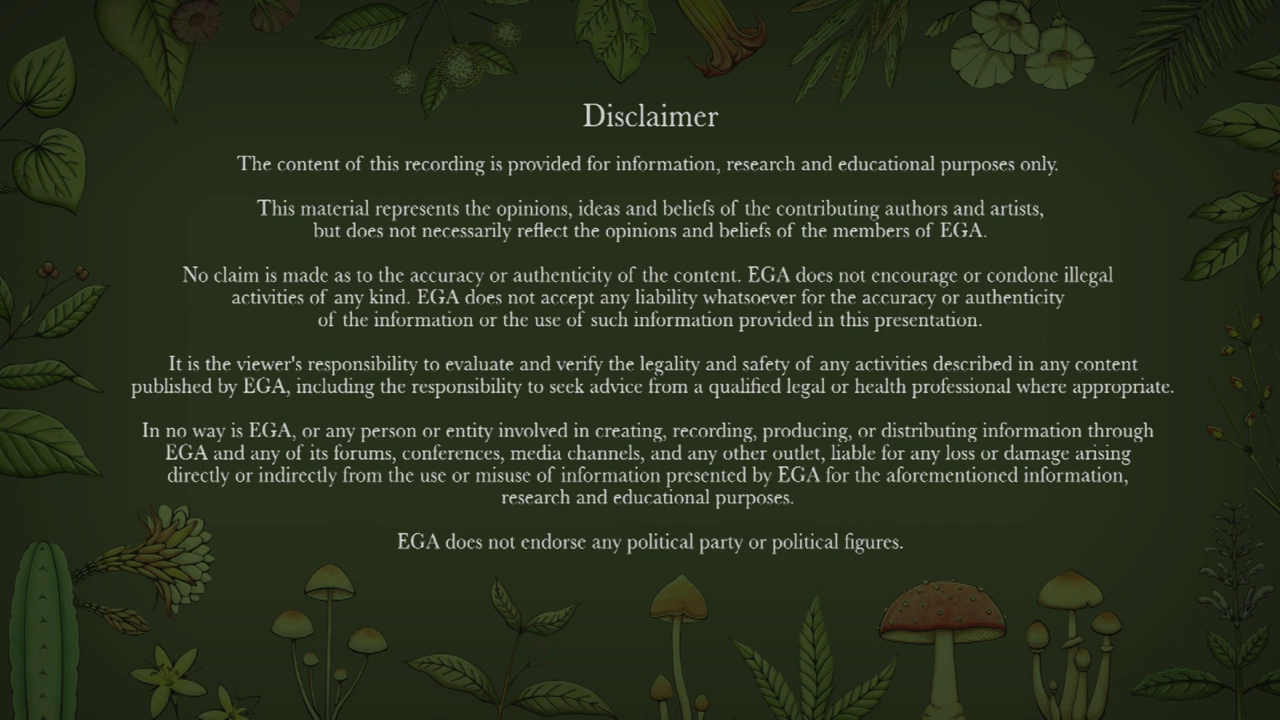 Disclaimer
The content of this recording is provided for information, research and educational purposes only.
This material represents the opinions, ideas and beliefs of the contributing authors and artists,
but does not necessarily reflect the opinions and beliefs of the members of EGA.
No claim is made as to the accuracy or authenticity of the content. EGA does not encourage or condone illegal
activities of any kind. EGA does not accept any liability whatsoever for the accuracy or authenticity
of the information or the use of such information provided in this presentation.
It is the viewer's responsibility to evaluate and verify the legality and safety of any activities described in any content
published by EGA, including the responsibility to seek advice from a qualified legal or health professional where appropriate.
In no way is EGA, or any person or entity involved in creating, recording, producing, or distributing information through
EGA and any of its forums, conferences, media channels, and any other outlet, liable for any loss or damage arising
directly or indirectly from the use or misuse of information presented by EGA for the aforementioned information,
research and educational purposes.
EGA does not endorse any political party or political figures.